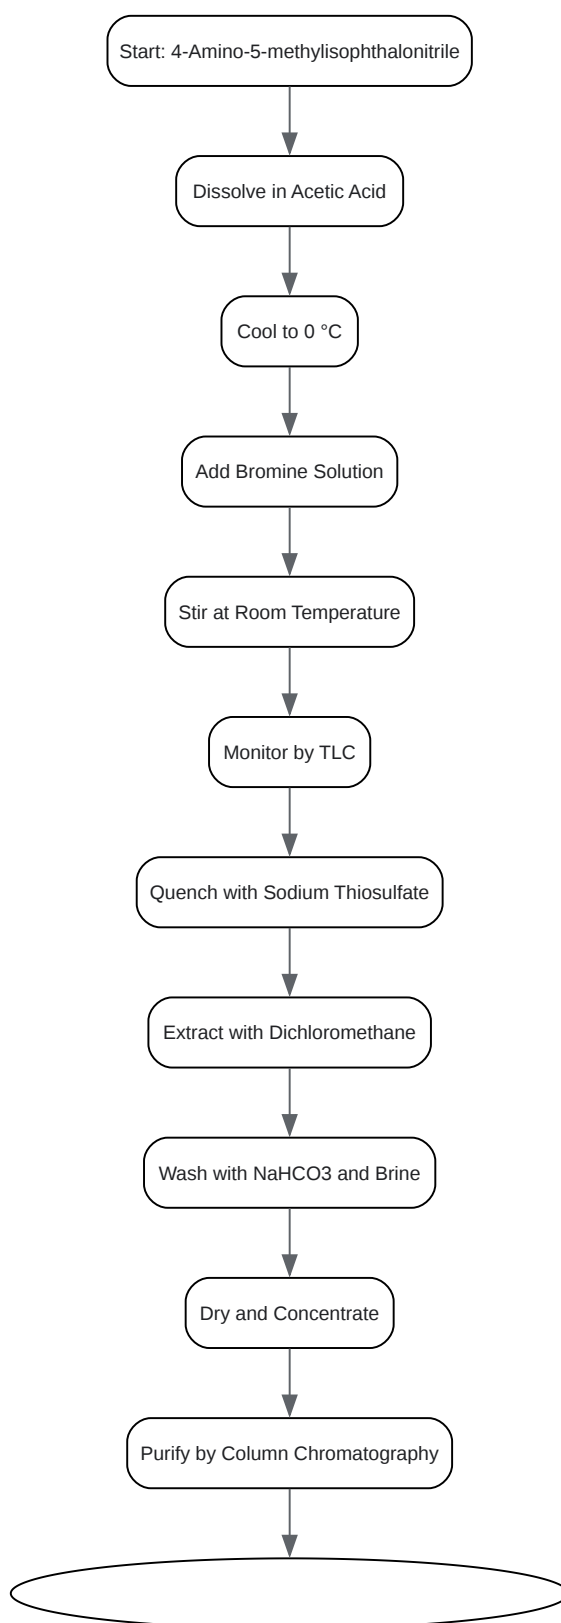 Start: 4-Amino-5-methylisophthalonitrile
Dissolve in Acetic Acid
Cool to 0 °C
Add Bromine Solution
Stir at Room Temperature
Monitor by TLC
Quench with Sodium Thiosulfate
Extract with Dichloromethane
Wash with NaHCO3 and Brine
Dry and Concentrate
Purify by Column Chromatography